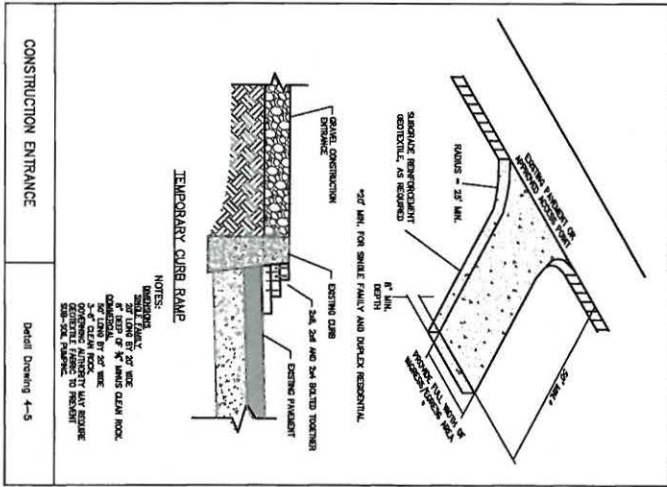 EXISTING PAVEMENT OR
APPROVED ACCESS POINT
50' MIN.*
RADIUS = 25' MIN.
SUBGRADE REINFORCEMENT
GEOTEXTILE, AS REQUIRED
8" MIN.
DEPTH
PROVIDE FULL WIDTH OF
INGRESS/EGRESS AREA
*20' MIN. FOR SINGLE FAMILY AND DUPLEX RESIDENTIAL
GRAVEL CONSTRUCTION
ENTRANCE
EXISTING CURB
2x8, 2x6 AND 2x4 BOLTED TOGETHER
EXISTING PAVEMENT
TEMPORARY CURB RAMP
NOTES:
DIMENSIONS
SINGLE FAMILY
20' LONG BY 20' WIDE
8" DEEP OF ¾" MINUS CLEAN ROCK.
COMMERCIAL
50' LONG BY 20' WIDE
3-6" CLEAN ROCK.
GOVERNING AUTHORITY MAY REQUIRE
GEOTEXTILE FABRIC TO PREVENT
SUB-SOIL PUMPING.
CONSTRUCTION ENTRANCE
Detail Drawing 4-5